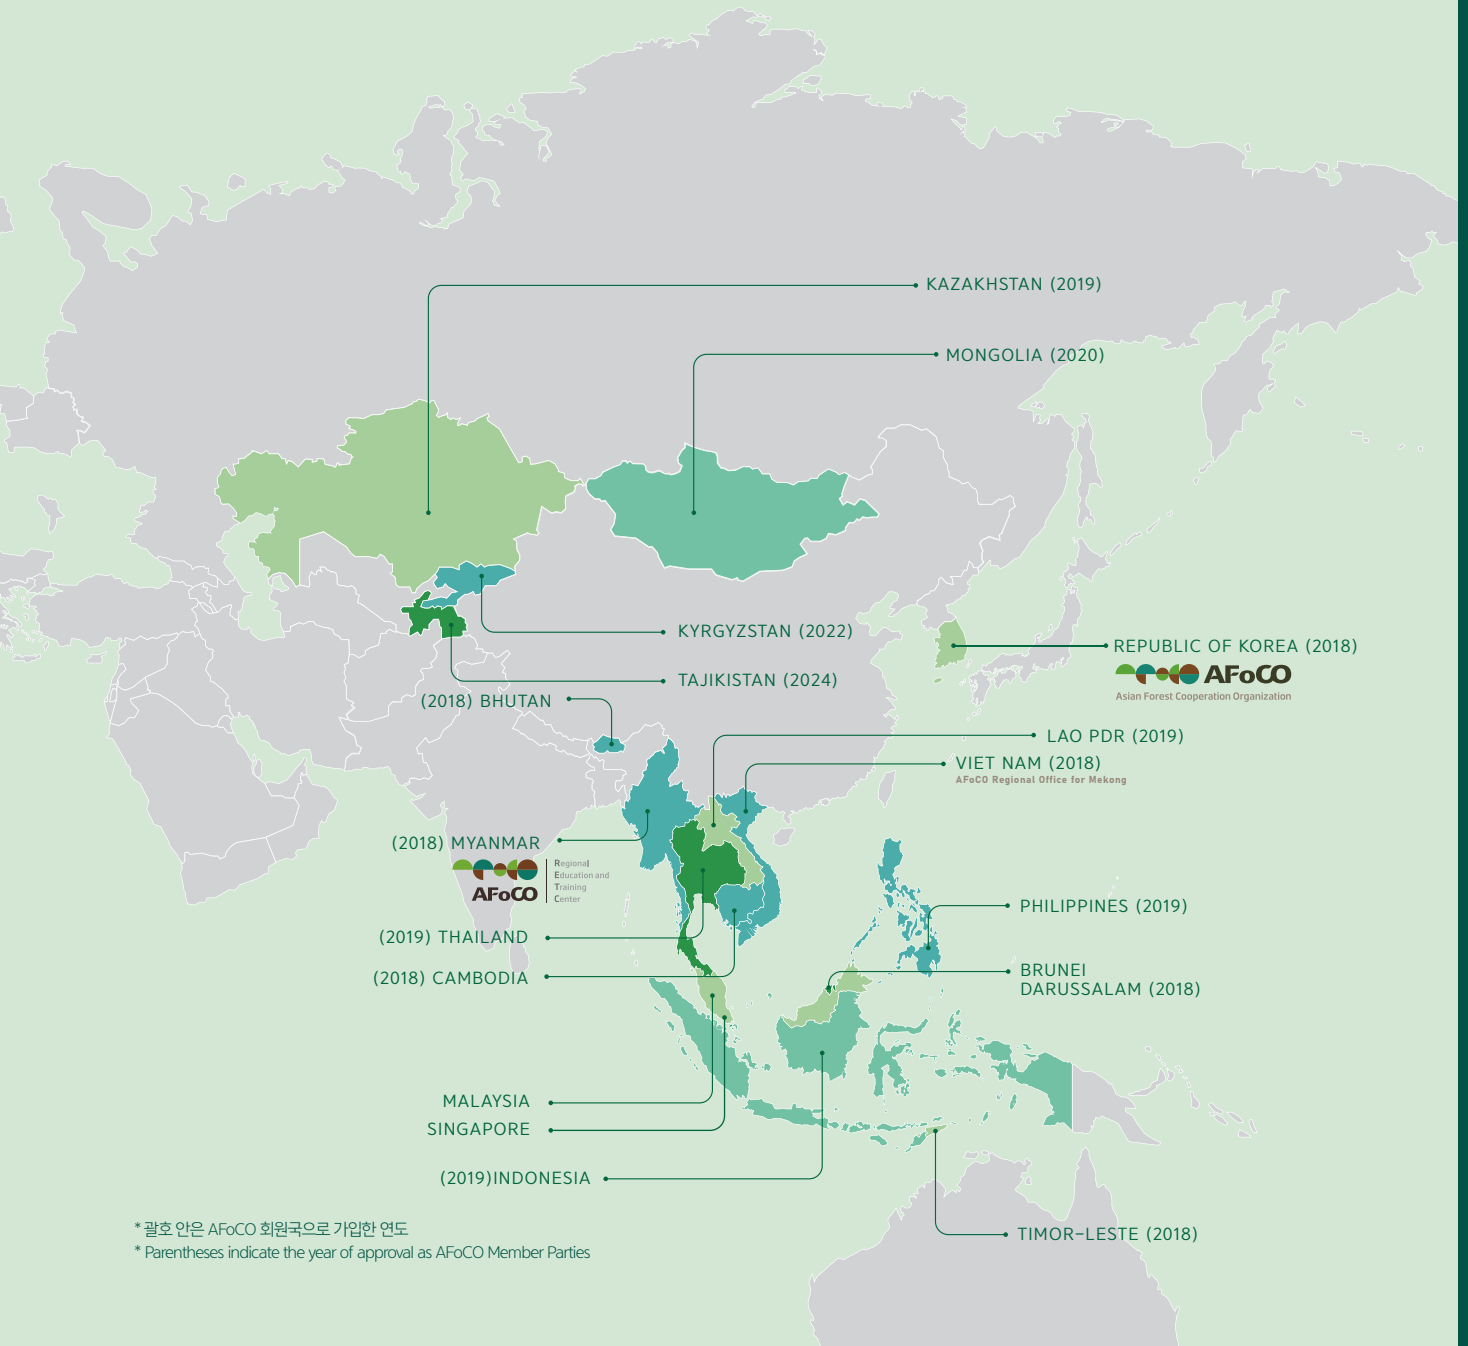 KAZAKHSTAN (2019)
MONGOLIA (2020)
KYRGYZSTAN (2022)
REPUBLIC OF KOREA (2018)
AFoCO
Asian Forest Cooperation Organization
TAJIKISTAN (2024)
(2018) BHUTAN
LAO PDR (2019)
VIET NAM (2018)
AFoCO Regional Office for Mekong
(2018) MYANMAR
AFoCO
Regional
Education and
Training
Center
PHILIPPINES (2019)
(2019) THAILAND
(2018) CAMBODIA
BRUNEI
DARUSSALAM (2018)
MALAYSIA
SINGAPORE
(2019)INDONESIA
TIMOR-LESTE (2018)
* 괄호 안은 AFoCO 회원국으로 가입한 연도
* Parentheses indicate the year of approval as AFoCO Member Parties